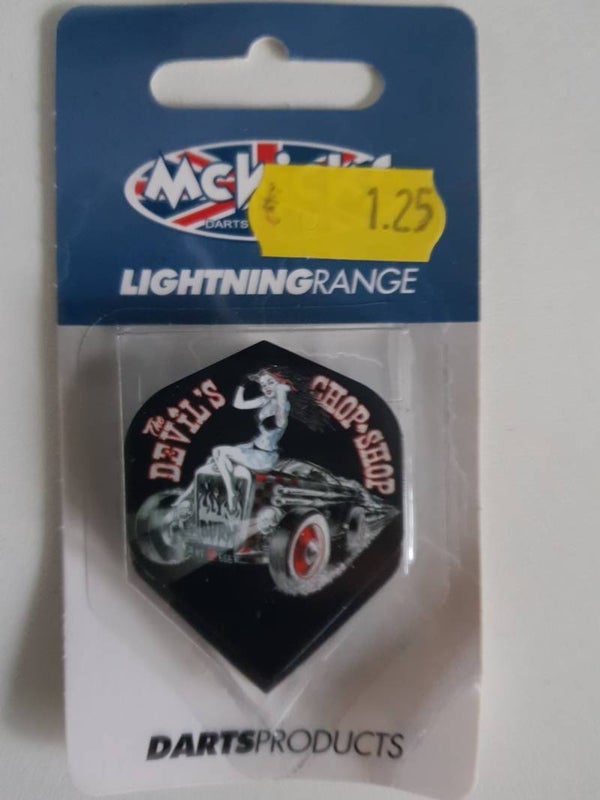 DARTS
€ 1.25
LIGHTNINGRANGE
The DEViL'S CHOP-SHOP
DARTSPRODUCTS